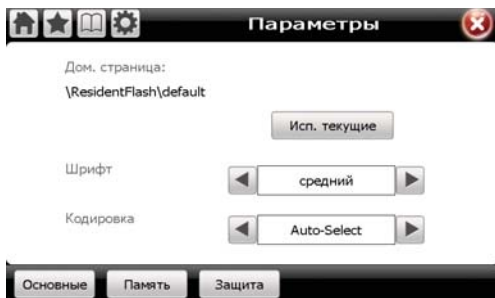 Параметры
Дом. страница:
\ResidentFlash\default
Исп. текущие
Шрифт
средний
Кодировка
Auto-Select
Основные
Память
Защита